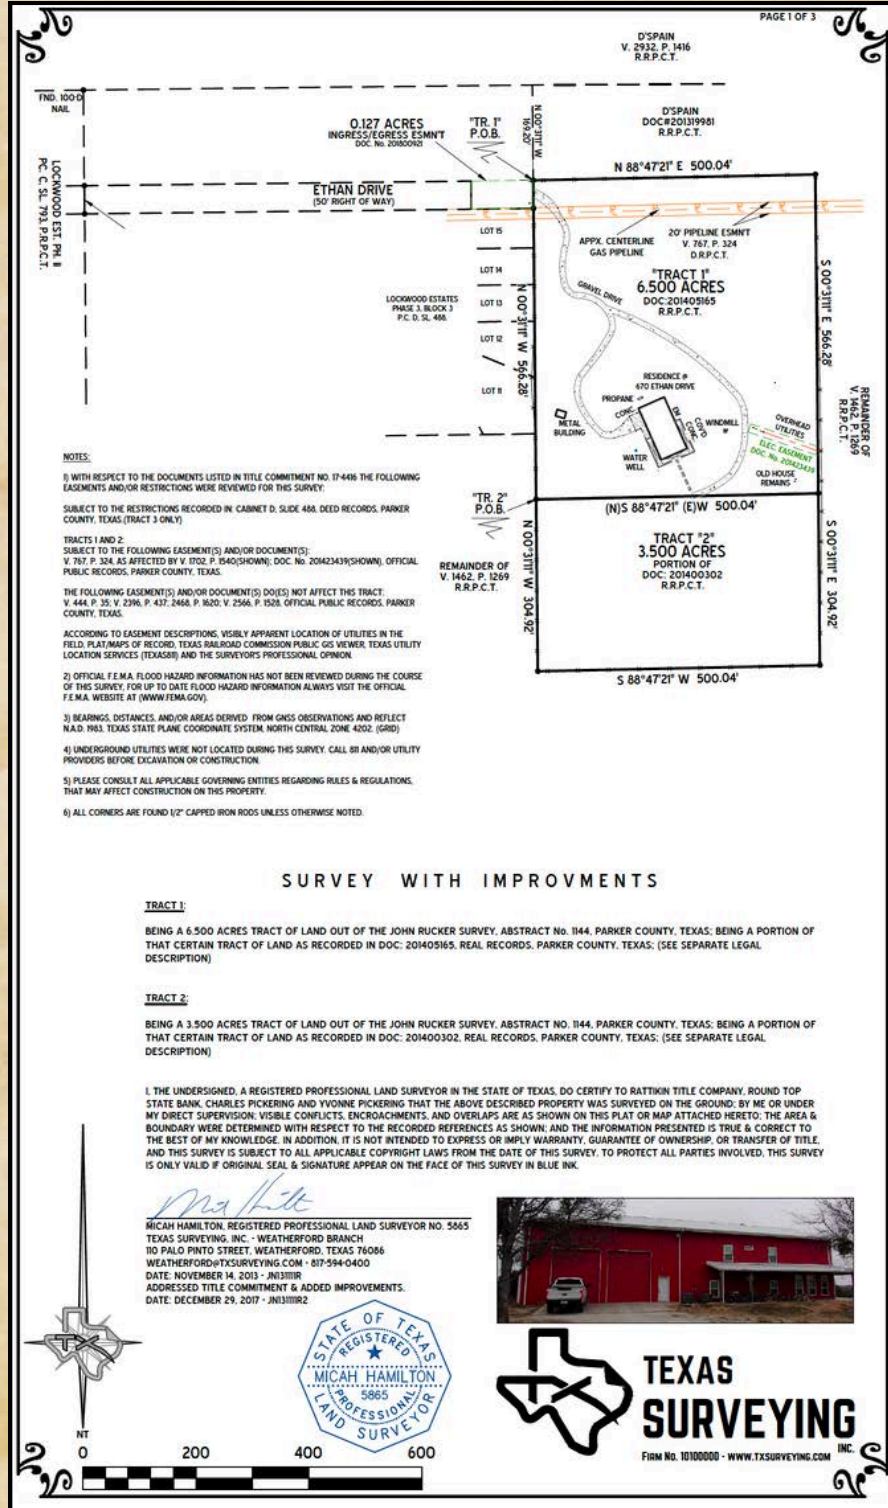 PAGE 1 OF 3
D'SPAIN
V. 2932, P. 1416
R.R.P.C.T.
FND. 100-D
NAIL
0.127 ACRES
INGRESS/EGRESS ESMN'T
DOC. No. 201800921
"TR. 1"
P.O.B.
N 00°31'11" W
169.20'
D'SPAIN
DOC#201319981
R.R.P.C.T.
N 88°47'21" E 500.04'
LOCKWOOD EST. PH. II
PC. C, SL. 793, P.R.P.C.T.
ETHAN DRIVE
(50' RIGHT OF WAY)
LOT 15
LOT 14
LOT 13
LOT 12
LOT 11
LOCKWOOD ESTATES
PHASE 3, BLOCK 3
P.C. D, SL. 488,
APPX. CENTERLINE
GAS PIPELINE
20' PIPELINE ESMN'T
V. 767, P. 324
D.R.P.C.T.
"TRACT 1"
6.500 ACRES
DOC:201405165
R.R.P.C.T.
GRAVEL DRIVE
N 00°31'11" W 566.28'
S 00°31'11" E 566.28'
RESIDENCE @
670 ETHAN DRIVE
PROPANE
CONC.
METAL
BUILDING
EM
COV'D
CONC.
WINDMILL
WATER
WELL
OVERHEAD
UTILITIES
ELEC. EASEMENT
DOC. No. 201423439
OLD HOUSE
REMAINS
REMAINDER OF
V. 1462, P. 1269
R.R.P.C.T.
"TR. 2"
P.O.B.
(N)S 88°47'21" (E)W 500.04'
REMAINDER OF
V. 1462, P. 1269
R.R.P.C.T.
N 00°31'11" W 304.92'
TRACT "2"
3.500 ACRES
PORTION OF
DOC: 201400302
R.R.P.C.T.
S 00°31'11" E 304.92'
S 88°47'21" W 500.04'
NOTES:
1) WITH RESPECT TO THE DOCUMENTS LISTED IN TITLE COMMITMENT NO. 17-4416 THE FOLLOWING
EASEMENTS AND/OR RESTRICTIONS WERE REVIEWED FOR THIS SURVEY:
SUBJECT TO THE RESTRICTIONS RECORDED IN: CABINET D, SLIDE 488, DEED RECORDS, PARKER
COUNTY, TEXAS.(TRACT 3 ONLY)
TRACTS 1 AND 2:
SUBJECT TO THE FOLLOWING EASEMENT(S) AND/OR DOCUMENT(S):
V. 767, P. 324, AS AFFECTED BY V. 1702, P. 1540(SHOWN); DOC. No. 201423439(SHOWN), OFFICIAL
PUBLIC RECORDS, PARKER COUNTY, TEXAS.
THE FOLLOWING EASEMENT(S) AND/OR DOCUMENT(S) DO(ES) NOT AFFECT THIS TRACT:
V. 444, P. 35; V. 2396, P. 437; 2468, P. 1620; V. 2566, P. 1528, OFFICIAL PUBLIC RECORDS, PARKER
COUNTY, TEXAS.
ACCORDING TO EASEMENT DESCRIPTIONS, VISIBLY APPARENT LOCATION OF UTILITIES IN THE
FIELD, PLAT/MAPS OF RECORD, TEXAS RAILROAD COMMISSION PUBLIC GIS VIEWER, TEXAS UTILITY
LOCATION SERVICES (TEXAS811) AND THE SURVEYOR'S PROFESSIONAL OPINION.
2) OFFICIAL F.E.M.A. FLOOD HAZARD INFORMATION HAS NOT BEEN REVIEWED DURING THE COURSE
OF THIS SURVEY, FOR UP TO DATE FLOOD HAZARD INFORMATION ALWAYS VISIT THE OFFICIAL
F.E.M.A. WEBSITE AT (WWW.FEMA.GOV).
3) BEARINGS, DISTANCES, AND/OR AREAS DERIVED FROM GNSS OBSERVATIONS AND REFLECT
N.A.D. 1983, TEXAS STATE PLANE COORDINATE SYSTEM, NORTH CENTRAL ZONE 4202. (GRID)
4) UNDERGROUND UTILITIES WERE NOT LOCATED DURING THIS SURVEY. CALL 811 AND/OR UTILITY
PROVIDERS BEFORE EXCAVATION OR CONSTRUCTION.
5) PLEASE CONSULT ALL APPLICABLE GOVERNING ENTITIES REGARDING RULES & REGULATIONS,
THAT MAY AFFECT CONSTRUCTION ON THIS PROPERTY.
6) ALL CORNERS ARE FOUND 1/2" CAPPED IRON RODS UNLESS OTHERWISE NOTED.
SURVEY WITH IMPROVMENTS
TRACT 1:
BEING A 6.500 ACRES TRACT OF LAND OUT OF THE JOHN RUCKER SURVEY, ABSTRACT No. 1144, PARKER COUNTY, TEXAS; BEING A PORTION OF
THAT CERTAIN TRACT OF LAND AS RECORDED IN DOC: 201405165, REAL RECORDS, PARKER COUNTY, TEXAS; (SEE SEPARATE LEGAL
DESCRIPTION)
TRACT 2:
BEING A 3.500 ACRES TRACT OF LAND OUT OF THE JOHN RUCKER SURVEY, ABSTRACT NO. 1144, PARKER COUNTY, TEXAS; BEING A PORTION OF
THAT CERTAIN TRACT OF LAND AS RECORDED IN DOC: 201400302, REAL RECORDS, PARKER COUNTY, TEXAS; (SEE SEPARATE LEGAL
DESCRIPTION)
I, THE UNDERSIGNED, A REGISTERED PROFESSIONAL LAND SURVEYOR IN THE STATE OF TEXAS, DO CERTIFY TO RATTIKIN TITLE COMPANY, ROUND TOP
STATE BANK, CHARLES PICKERING AND YVONNE PICKERING THAT THE ABOVE DESCRIBED PROPERTY WAS SURVEYED ON THE GROUND; BY ME OR UNDER
MY DIRECT SUPERVISION; VISIBLE CONFLICTS, ENCROACHMENTS, AND OVERLAPS ARE AS SHOWN ON THIS PLAT OR MAP ATTACHED HERETO; THE AREA &
BOUNDARY WERE DETERMINED WITH RESPECT TO THE RECORDED REFERENCES AS SHOWN; AND THE INFORMATION PRESENTED IS TRUE & CORRECT TO
THE BEST OF MY KNOWLEDGE. IN ADDITION, IT IS NOT INTENDED TO EXPRESS OR IMPLY WARRANTY, GUARANTEE OF OWNERSHIP, OR TRANSFER OF TITLE,
AND THIS SURVEY IS SUBJECT TO ALL APPLICABLE COPYRIGHT LAWS FROM THE DATE OF THIS SURVEY. TO PROTECT ALL PARTIES INVOLVED, THIS SURVEY
IS ONLY VALID IF ORIGINAL SEAL & SIGNATURE APPEAR ON THE FACE OF THIS SURVEY IN BLUE INK.
MICAH HAMILTON, REGISTERED PROFESSIONAL LAND SURVEYOR NO. 5865
TEXAS SURVEYING, INC. - WEATHERFORD BRANCH
110 PALO PINTO STREET, WEATHERFORD, TEXAS 76086
WEATHERFORD@TXSURVEYING.COM - 817-594-0400
DATE: NOVEMBER 14, 2013 - JN131111R
ADDRESSED TITLE COMMITMENT & ADDED IMPROVEMENTS.
DATE: DECEMBER 29, 2017 - JN131111R2
STATE OF TEXAS
REGISTERED
MICAH HAMILTON
5865
PROFESSIONAL
LAND SURVEYOR
TX
NT
0 200 400 600
TEXAS
SURVEYING
INC.
FIRM No. 10100000 - WWW.TXSURVEYING.COM